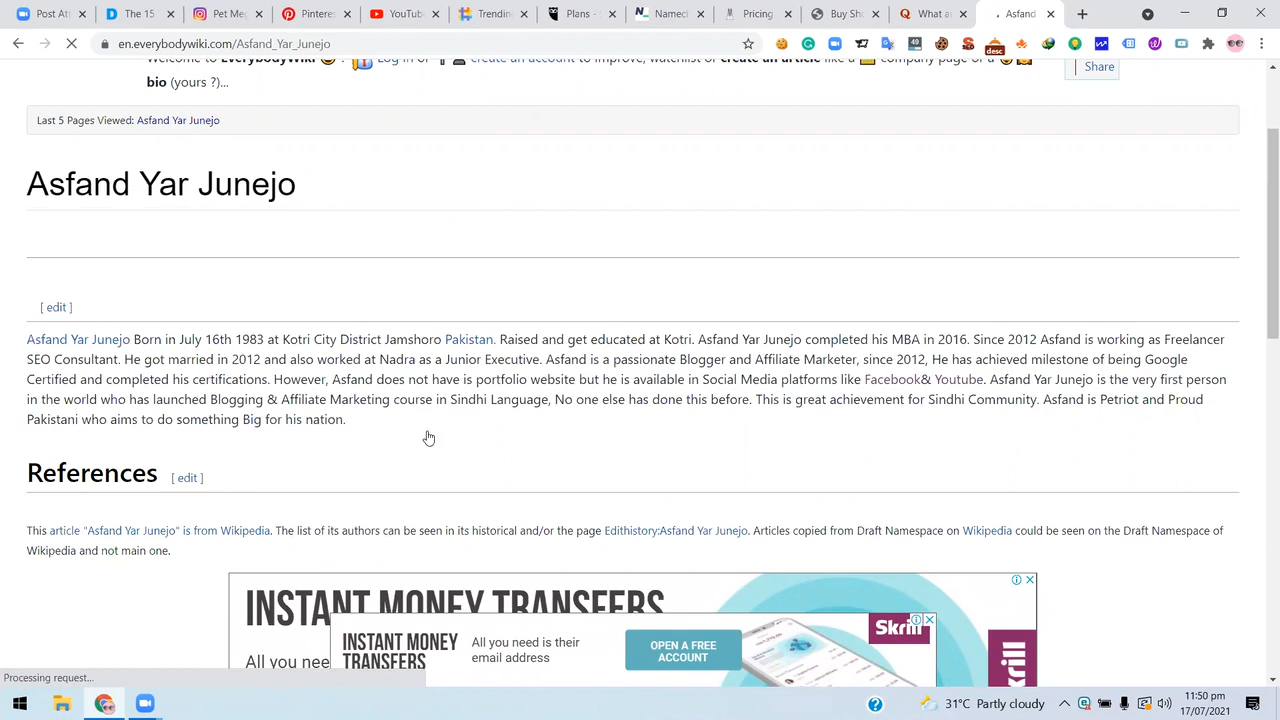 Post Att
The 15
Pet Me
Pinteres
YouTube
Trending
Plans -
Namech
Pricing
Buy Sho
What a
Asfand
en.everybodywiki.com/Asfand_Yar_Junejo
49
desc
Welcome to EverybodyWiki ! Log in or create an account to improve, watchlist or create an article like a company page or a
bio (yours ?)...
Share
Last 5 Pages Viewed: Asfand Yar Junejo
Asfand Yar Junejo
[ edit ]
Asfand Yar Junejo Born in July 16th 1983 at Kotri City District Jamshoro Pakistan. Raised and get educated at Kotri. Asfand Yar Junejo completed his MBA in 2016. Since 2012 Asfand is working as Freelancer
SEO Consultant. He got married in 2012 and also worked at Nadra as a Junior Executive. Asfand is a passionate Blogger and Affiliate Marketer, since 2012, He has achieved milestone of being Google
Certified and completed his certifications. However, Asfand does not have is portfolio website but he is available in Social Media platforms like Facebook& Youtube. Asfand Yar Junejo is the very first person
in the world who has launched Blogging & Affiliate Marketing course in Sindhi Language, No one else has done this before. This is great achievement for Sindhi Community. Asfand is Petriot and Proud
Pakistani who aims to do something Big for his nation.
References [ edit ]
This article "Asfand Yar Junejo" is from Wikipedia. The list of its authors can be seen in its historical and/or the page Edithistory:Asfand Yar Junejo. Articles copied from Draft Namespace on Wikipedia could be seen on the Draft Namespace of
Wikipedia and not main one.
INSTANT MONEY TRANSFERS
All you nee
INSTANT MONEY
TRANSFERS
All you need is their
email address
OPEN A FREE
ACCOUNT
Skrill
Skrill
Processing request...
31°C Partly cloudy
11:50 pm
17/07/2021